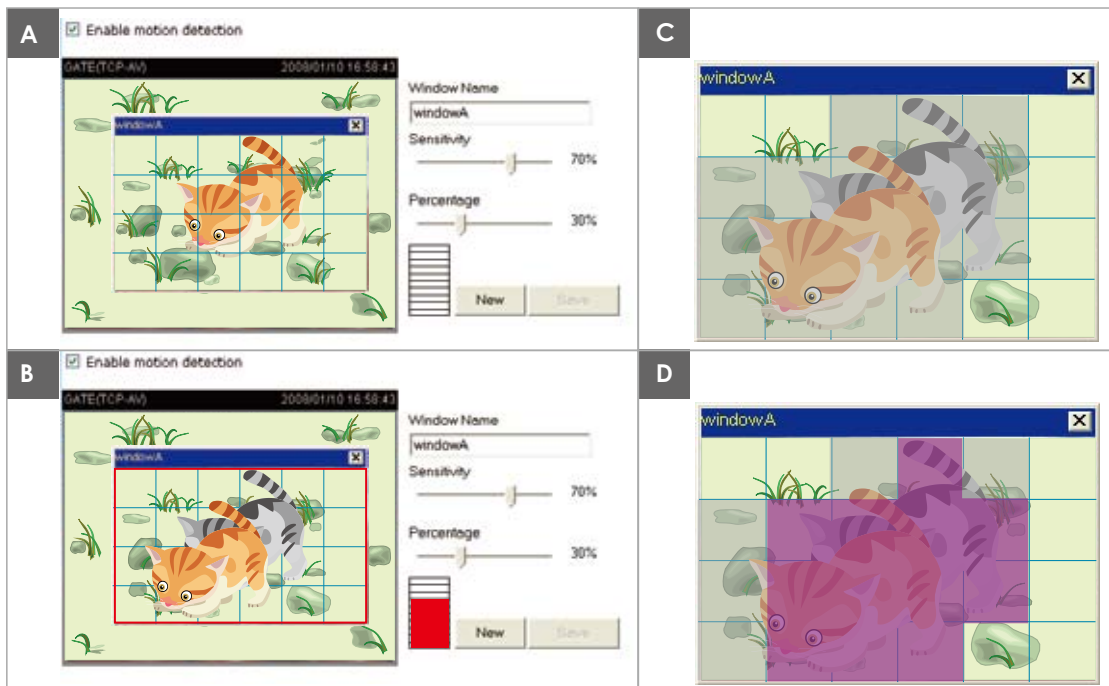 A
Enable motion detection
GATE(TCP-AV) 2008/01/10 16:58:43
windowA
Window Name
windowA
Sensitivity
70%
Percentage
30%
New
Save
C
windowA
B
Enable motion detection
GATE(TCP-AV) 2008/01/10 16:58:43
windowA
Window Name
windowA
Sensitivity
70%
Percentage
30%
New
Save
D
windowA